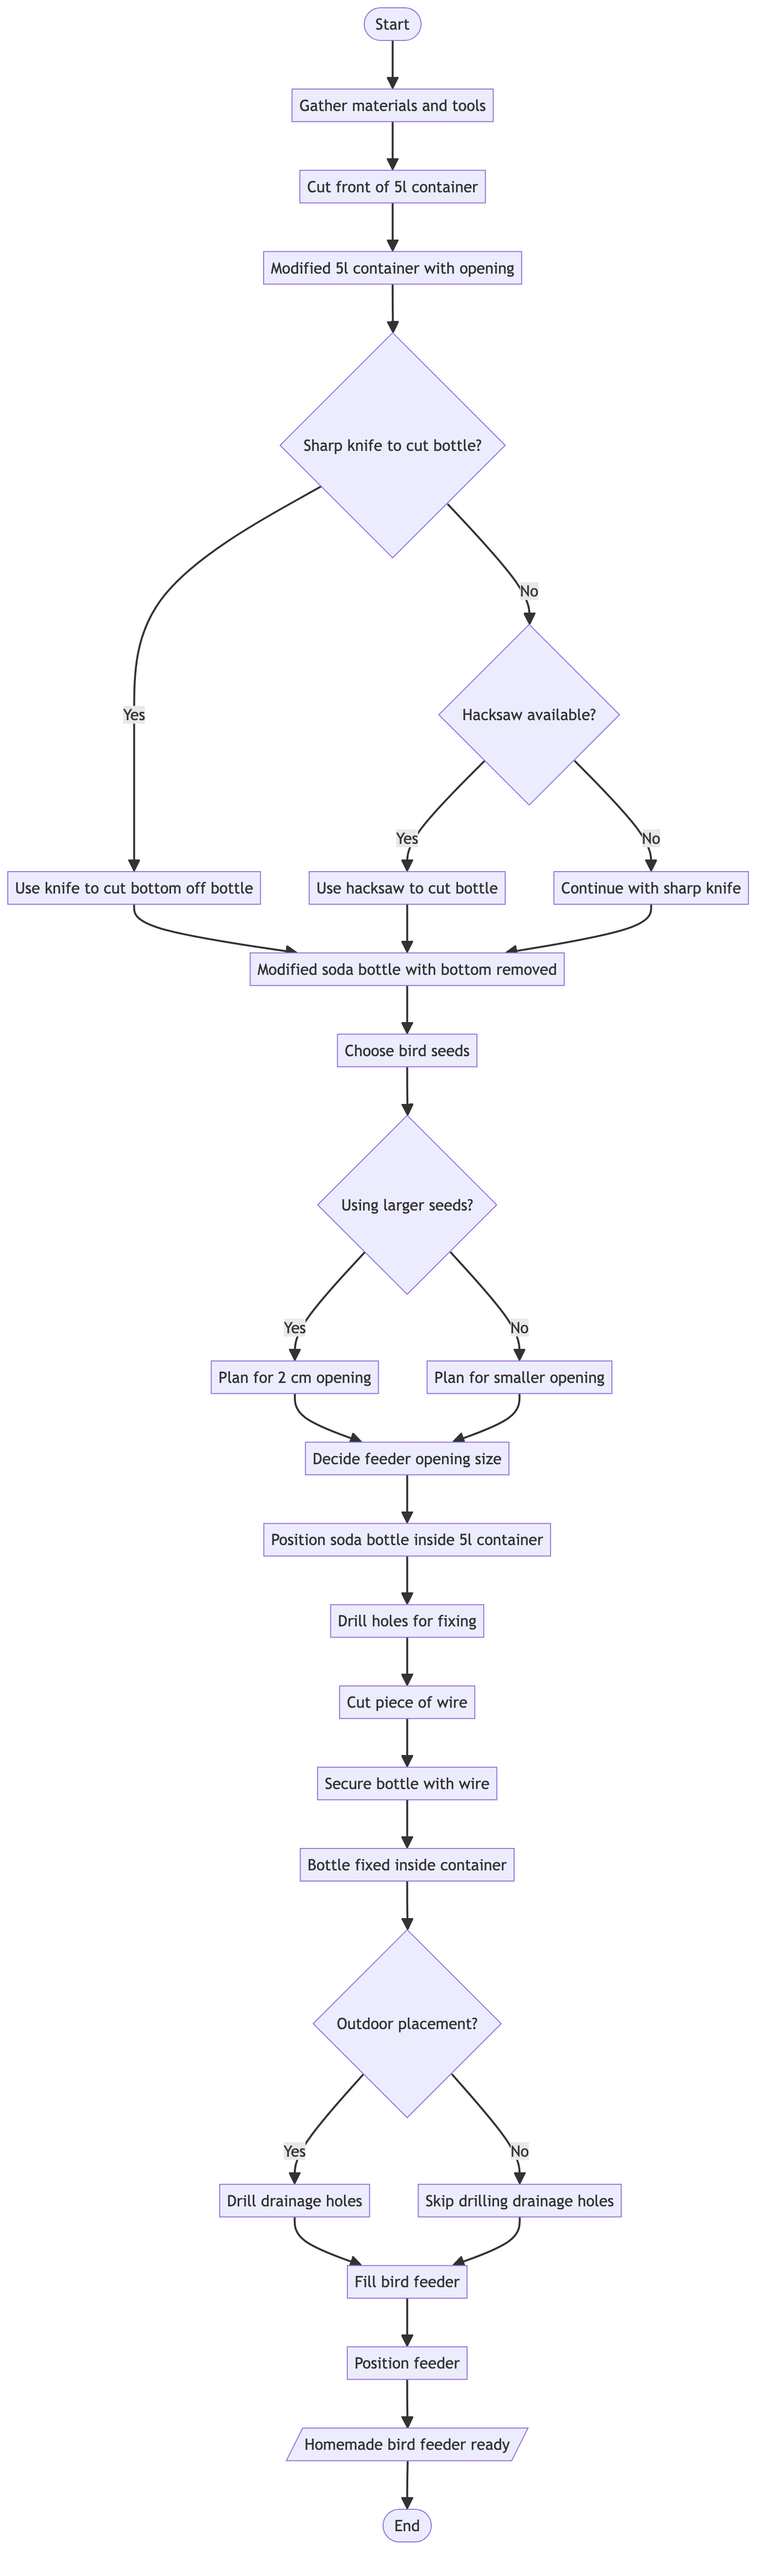 Start
Gather materials and tools
Cut front of 5l container
Modified 5l container with opening
Sharp knife to cut bottle?
No
Yes
Hacksaw available?
Yes
No
Use knife to cut bottom off bottle
Use hacksaw to cut bottle
Continue with sharp knife
Modified soda bottle with bottom removed
Choose bird seeds
Using larger seeds?
Yes
No
Plan for 2 cm opening
Plan for smaller opening
Decide feeder opening size
Position soda bottle inside 5l container
Drill holes for fixing
Cut piece of wire
Secure bottle with wire
Bottle fixed inside container
Outdoor placement?
Yes
No
Drill drainage holes
Skip drilling drainage holes
Fill bird feeder
Position feeder
Homemade bird feeder ready
End